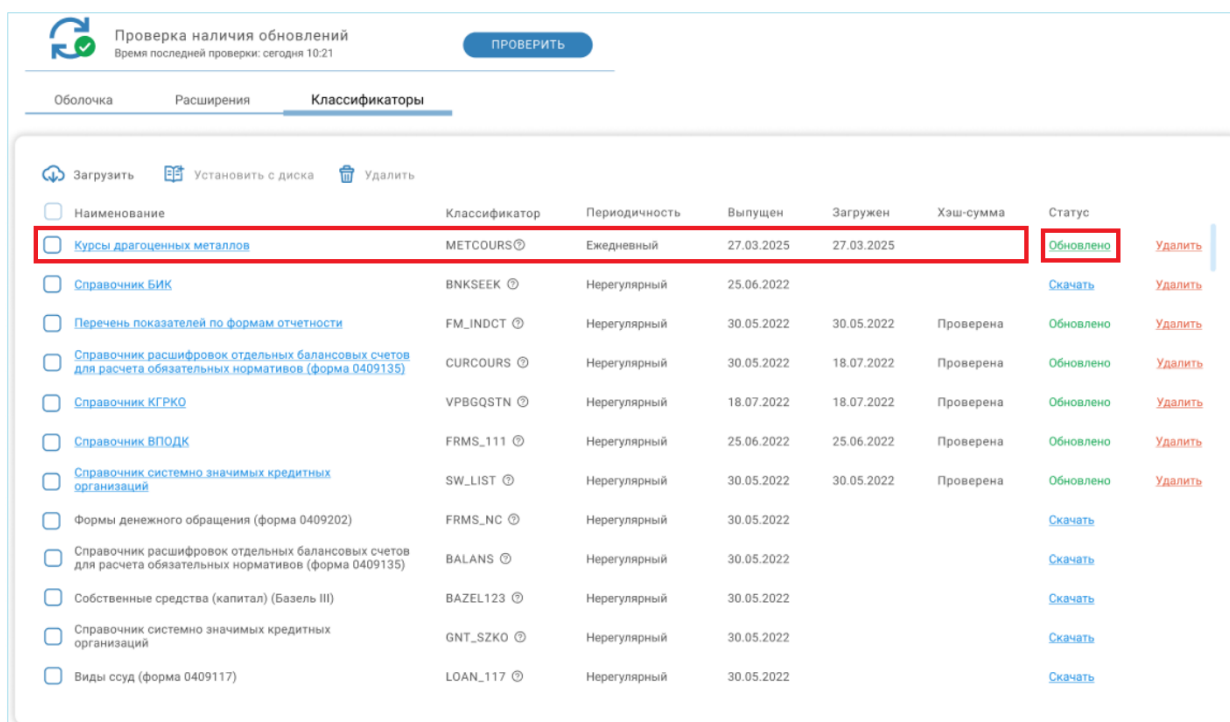 Проверка наличия обновлений
Время последней проверки: сегодня 10:21
ПРОВЕРИТЬ
Оболочка Расширения Классификаторы
Загрузить Установить с диска Удалить
Наименование Классификатор Периодичность Выпущен Загружен Хэш-сумма Статус
Курсы драгоценных металлов METCOURS Ежедневный 27.03.2025 27.03.2025 Обновлено Удалить
Справочник БИК BNKSEEK Нерегулярный 25.06.2022 Скачать Удалить
Перечень показателей по формам отчетности FM_INDCT Нерегулярный 30.05.2022 30.05.2022 Проверена Обновлено Удалить
Справочник расшифровок отдельных балансовых счетов
для расчета обязательных нормативов (форма 0409135) CURCOURS Нерегулярный 30.05.2022 18.07.2022 Проверена Обновлено Удалить
Справочник КГРКО VPBGQSTN Нерегулярный 18.07.2022 18.07.2022 Проверена Обновлено Удалить
Справочник ВПОДК FRMS_111 Нерегулярный 25.06.2022 25.06.2022 Проверена Обновлено Удалить
Справочник системно значимых кредитных
организаций SW_LIST Нерегулярный 30.05.2022 30.05.2022 Проверена Обновлено Удалить
Формы денежного обращения (форма 0409202) FRMS_NC Нерегулярный 30.05.2022 Скачать
Справочник расшифровок отдельных балансовых счетов
для расчета обязательных нормативов (форма 0409135) BALANS Нерегулярный 30.05.2022 Скачать
Собственные средства (капитал) (Базель III) BAZEL123 Нерегулярный 30.05.2022 Скачать
Справочник системно значимых кредитных
организаций GNT_SZKO Нерегулярный 30.05.2022 Скачать
Виды ссуд (форма 0409117) LOAN_117 Нерегулярный 30.05.2022 Скачать